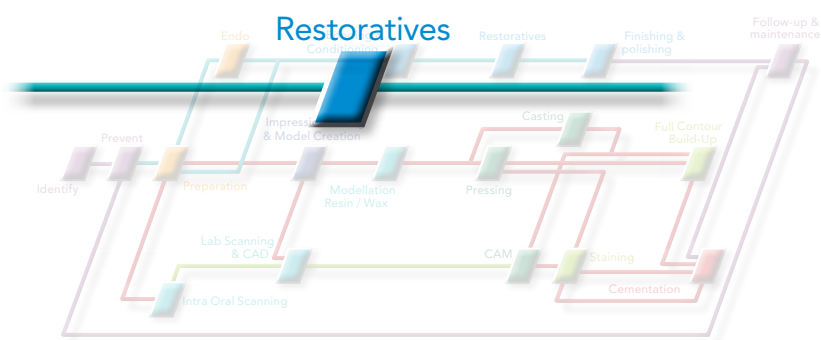 Restoratives
Endo
Conditioning
Restoratives
Finishing &
polishing
Follow-up &
maintenance
Casting
Impression
& Model Creation
Full Contour
Build-Up
Prevent
Identify
Preparation
Modellation
Resin / Wax
Pressing
Lab Scanning
& CAD
CAM
Staining
Intra Oral Scanning
Cementation